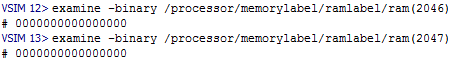 VSIM 12> examine -binary /processor/memorylabel/ramlabel/ram(2046)
# 0000000000000000
VSIM 13> examine -binary /processor/memorylabel/ramlabel/ram(2047)
# 0000000000000000